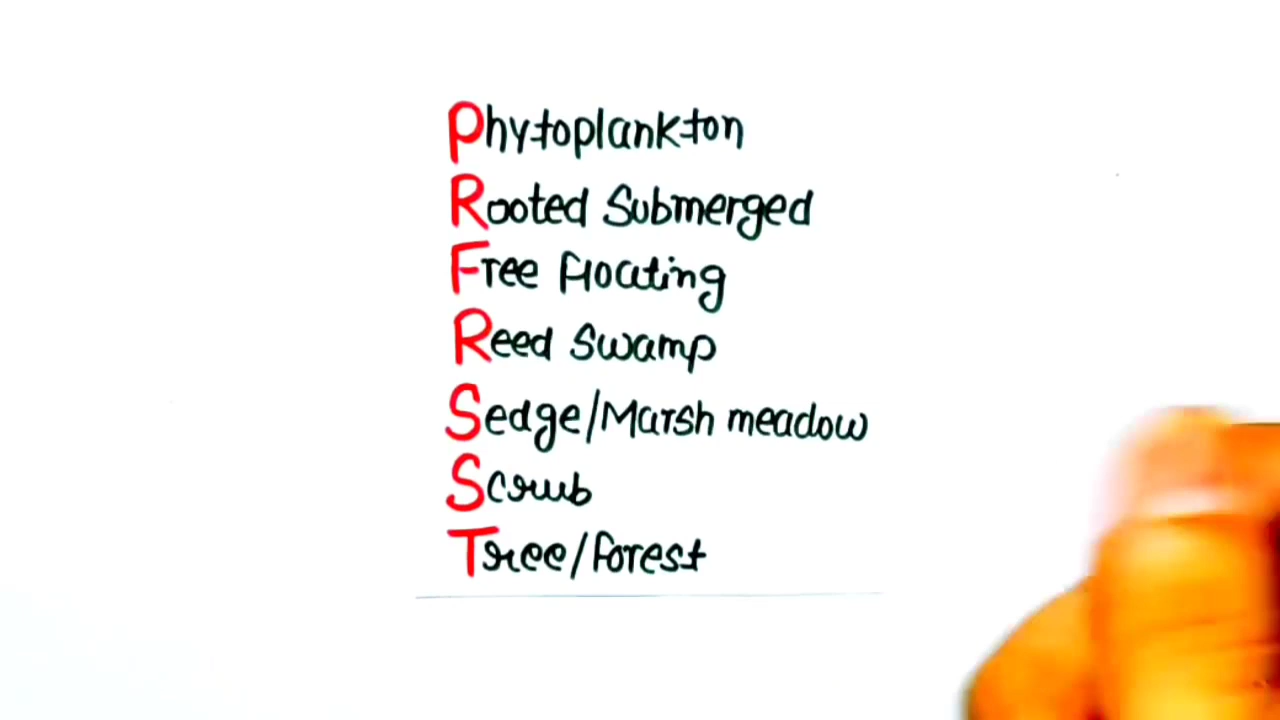 Phytoplankton
Rooted Submerged
Free floating
Reed Swamp
Sedge/Marsh meadow
Scrub
Tree/forest